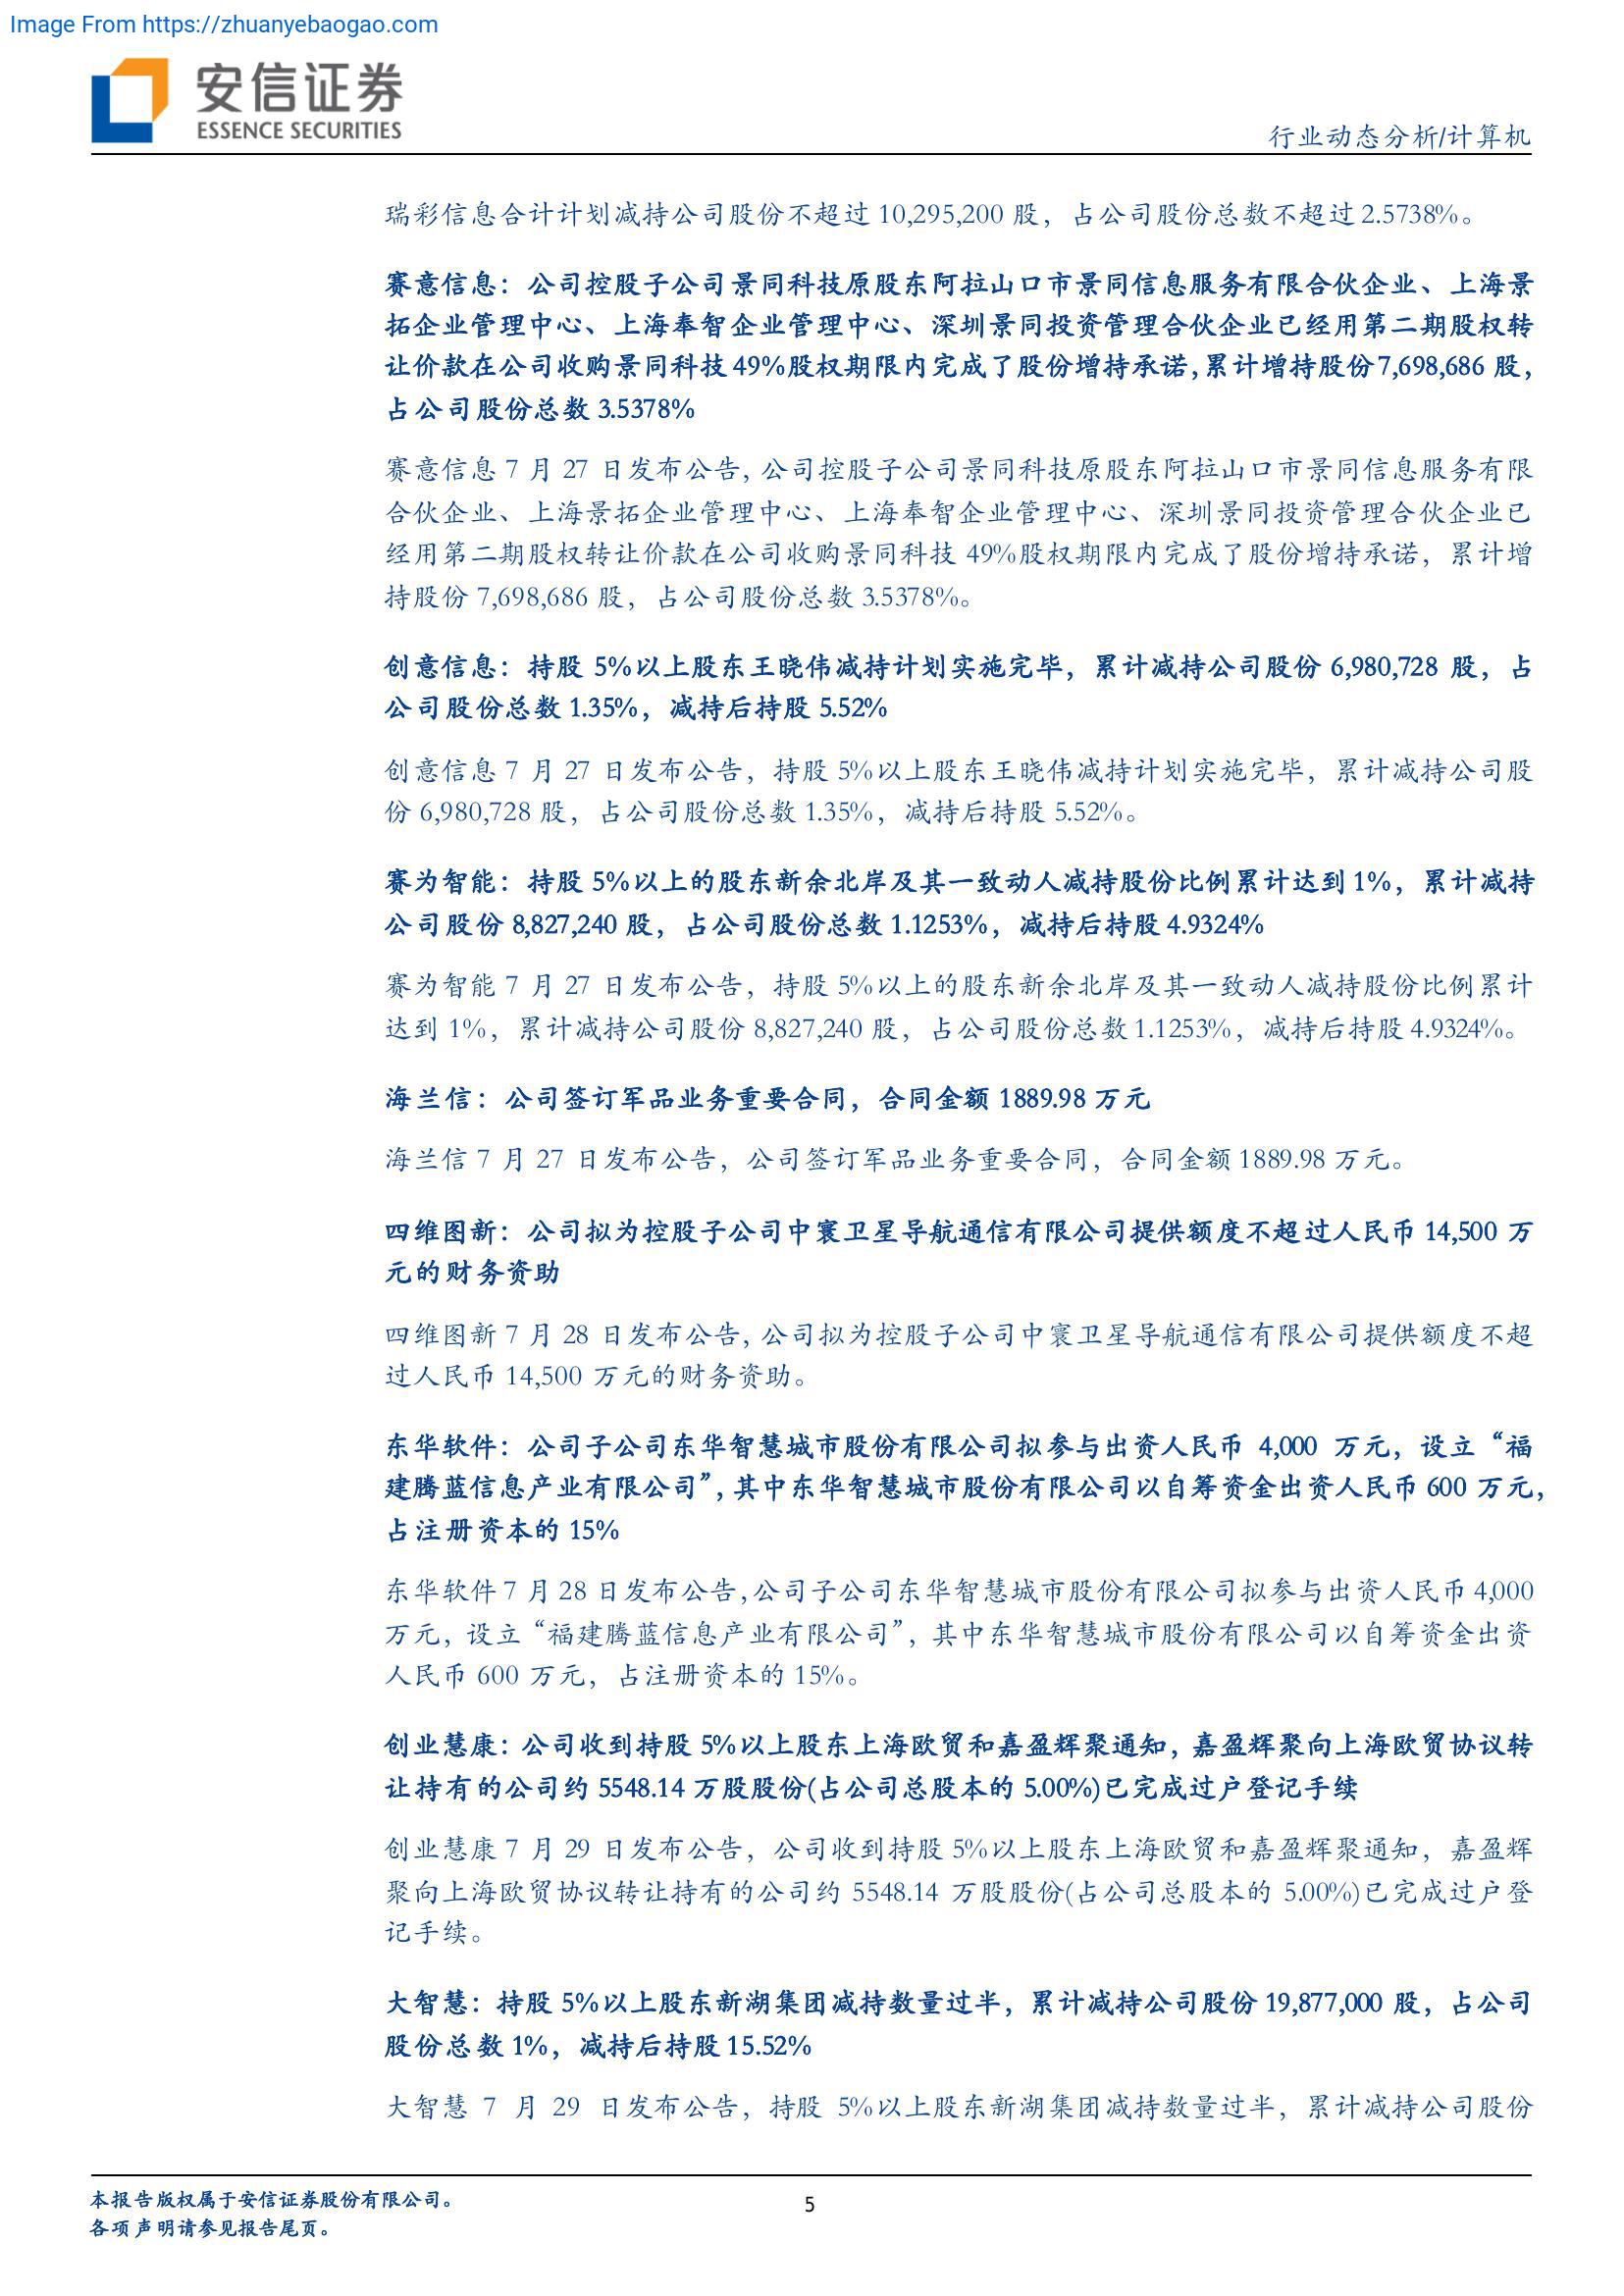 Image From https://zhuanyebaogao.com
安信证券
ESSENCE SECURITIES
行业动态分析/计算机
瑞彩信息合计计划减持公司股份不超过 10,295,200 股，占公司股份总数不超过 2.5738%。
赛意信息：公司控股子公司景同科技原股东阿拉山口市景同信息服务有限合伙企业、上海景
拓企业管理中心、上海奉智企业管理中心、深圳景同投资管理合伙企业已经用第二期股权转
让价款在公司收购景同科技 49%股权期限内完成了股份增持承诺，累计增持股份 7,698,686 股，
占公司股份总数 3.5378%
赛意信息 7 月 27 日发布公告，公司控股子公司景同科技原股东阿拉山口市景同信息服务有限
合伙企业、上海景拓企业管理中心、上海奉智企业管理中心、深圳景同投资管理合伙企业已
经用第二期股权转让价款在公司收购景同科技 49%股权期限内完成了股份增持承诺，累计增
持股份 7,698,686 股，占公司股份总数 3.5378%。
创意信息：持股 5%以上股东王晓伟减持计划实施完毕，累计减持公司股份 6,980,728 股，占
公司股份总数 1.35%，减持后持股 5.52%
创意信息 7 月 27 日发布公告，持股 5%以上股东王晓伟减持计划实施完毕，累计减持公司股
份 6,980,728 股，占公司股份总数 1.35%，减持后持股 5.52%。
赛为智能：持股 5%以上的股东新余北岸及其一致动人减持股份比例累计达到 1%，累计减持
公司股份 8,827,240 股，占公司股份总数 1.1253%，减持后持股 4.9324%
赛为智能 7 月 27 日发布公告，持股 5%以上的股东新余北岸及其一致动人减持股份比例累计
达到 1%，累计减持公司股份 8,827,240 股，占公司股份总数 1.1253%，减持后持股 4.9324%。
海兰信：公司签订军品业务重要合同，合同金额 1889.98 万元
海兰信 7 月 27 日发布公告，公司签订军品业务重要合同，合同金额 1889.98 万元。
四维图新：公司拟为控股子公司中寰卫星导航通信有限公司提供额度不超过人民币 14,500 万
元的财务资助
四维图新 7 月 28 日发布公告，公司拟为控股子公司中寰卫星导航通信有限公司提供额度不超
过人民币 14,500 万元的财务资助。
东华软件：公司子公司东华智慧城市股份有限公司拟参与出资人民币 4,000 万元，设立“福
建腾蓝信息产业有限公司”，其中东华智慧城市股份有限公司以自筹资金出资人民币 600 万元，
占注册资本的 15%
东华软件 7 月 28 日发布公告，公司子公司东华智慧城市股份有限公司拟参与出资人民币 4,000
万元，设立“福建腾蓝信息产业有限公司”，其中东华智慧城市股份有限公司以自筹资金出资
人民币 600 万元，占注册资本的 15%。
创业慧康：公司收到持股 5%以上股东上海欧贸和嘉盈辉聚通知，嘉盈辉聚向上海欧贸协议转
让持有的公司约 5548.14 万股股份(占公司总股本的 5.00%)已完成过户登记手续
创业慧康 7 月 29 日发布公告，公司收到持股 5%以上股东上海欧贸和嘉盈辉聚通知，嘉盈辉
聚向上海欧贸协议转让持有的公司约 5548.14 万股股份(占公司总股本的 5.00%)已完成过户登
记手续。
大智慧：持股 5%以上股东新湖集团减持数量过半，累计减持公司股份 19,877,000 股，占公司
股份总数 1%，减持后持股 15.52%
大智慧 7 月 29 日发布公告，持股 5%以上股东新湖集团减持数量过半，累计减持公司股份
本报告版权属于安信证券股份有限公司。
各项声明请参见报告尾页。
5